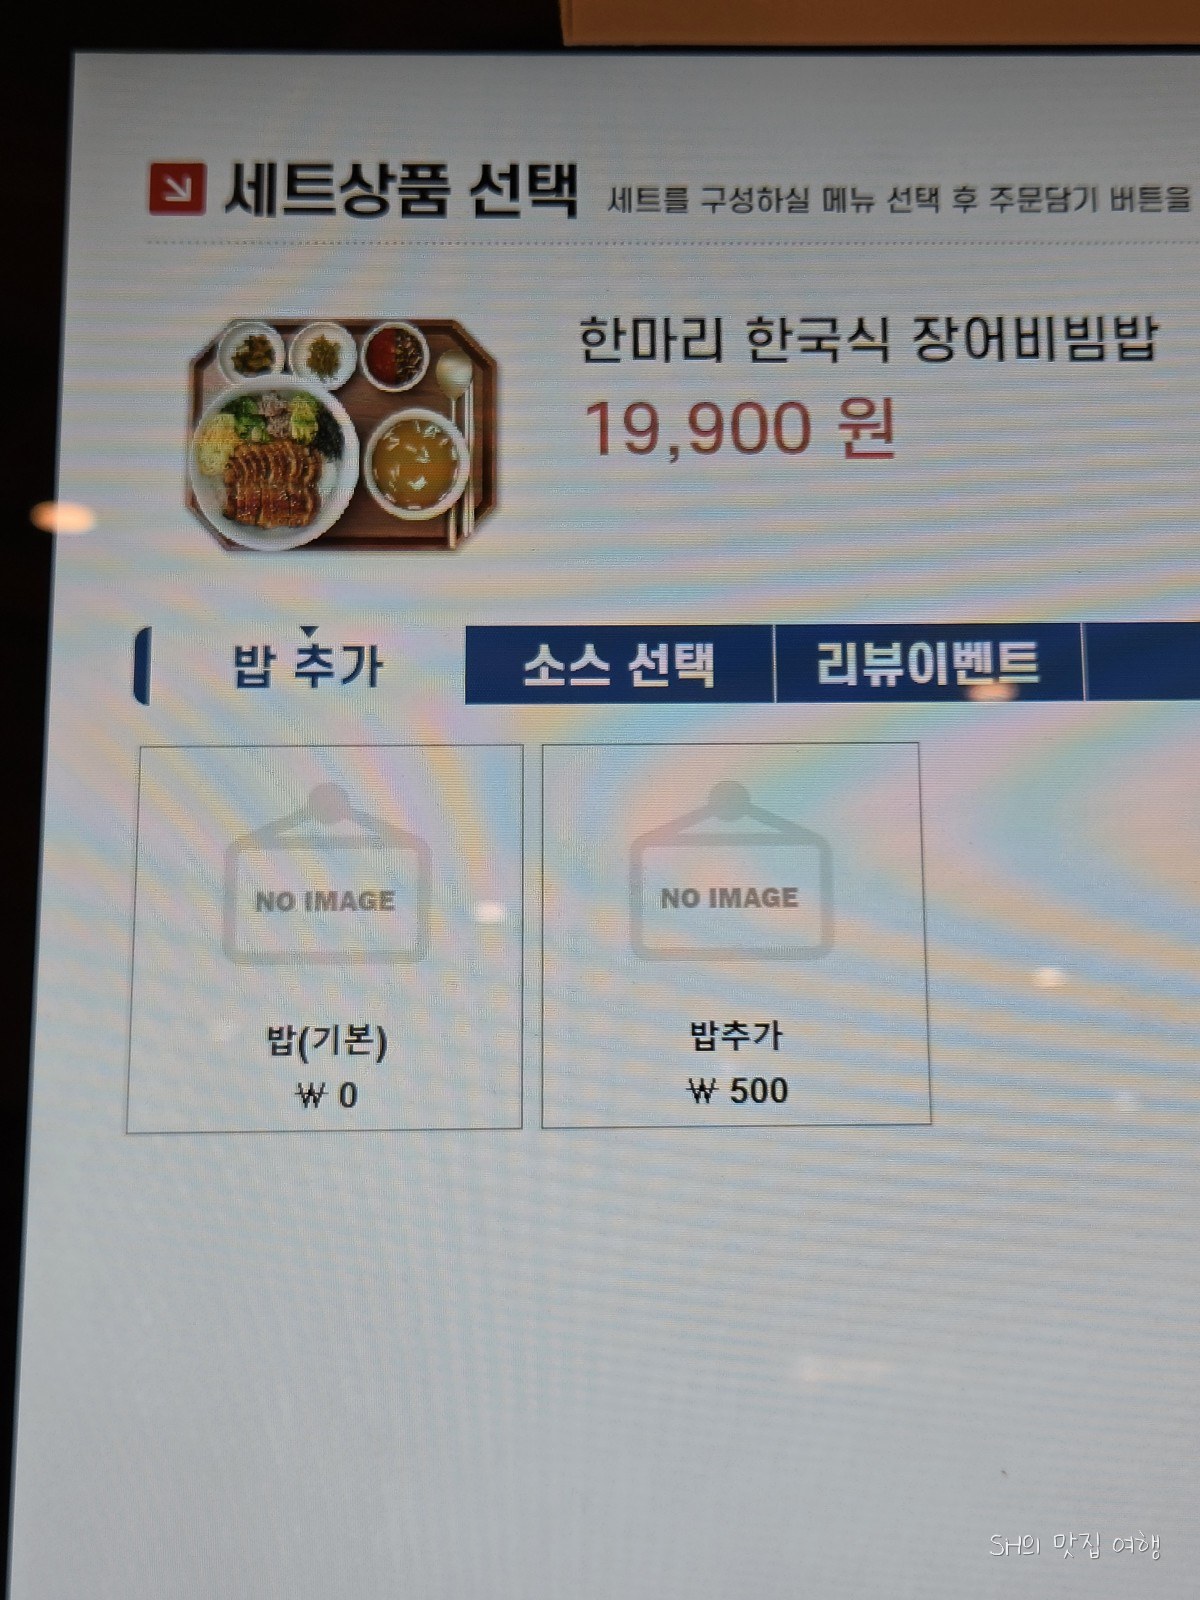 세트상품 선택 세트를 구성하실 메뉴 선택 후 주문담기 버튼을
한마리 한국식 장어비빔밥
19,900 원
밥 추가 소스 선택 리뷰이벤트
NO IMAGE NO IMAGE
밥(기본) 밥추가
₩ 0 ₩ 500
SH의 맛집 여행